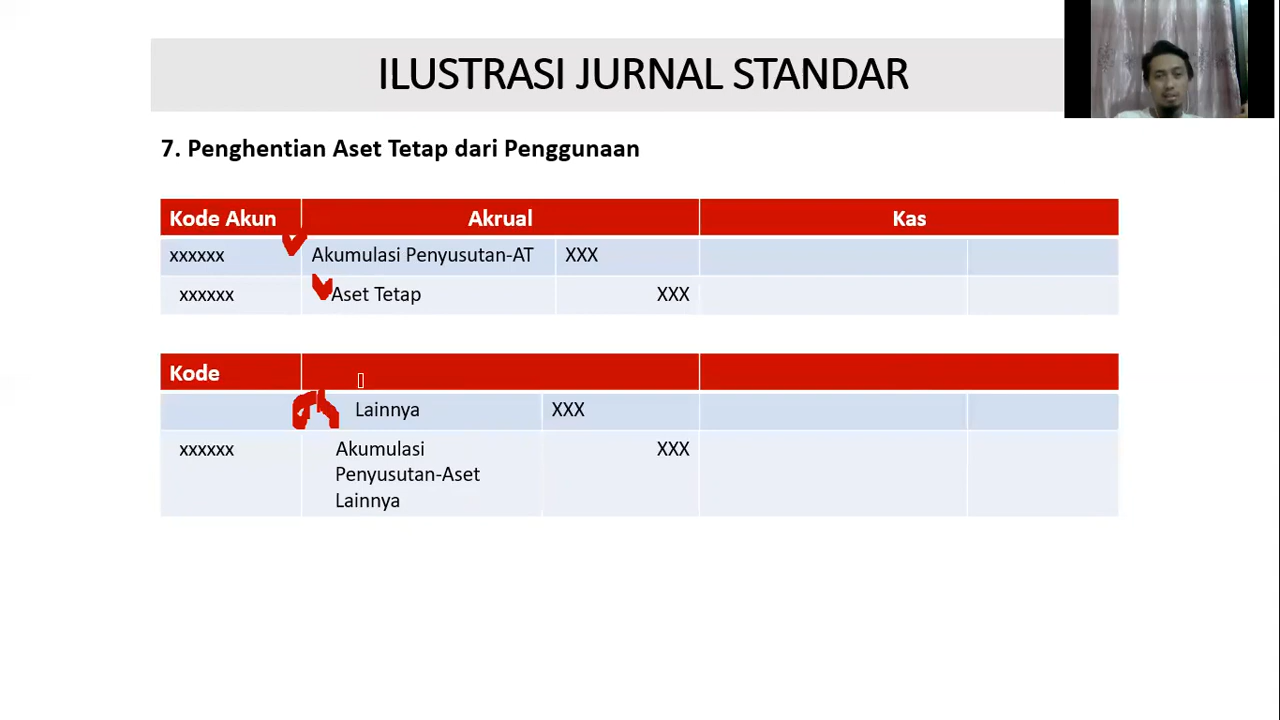 ILUSTRASI JURNAL STANDAR
7. Penghentian Aset Tetap dari Penggunaan
Kode Akun Akrual Kas
xxxxxx Akumulasi Penyusutan-AT XXX
xxxxxx Aset Tetap XXX
Kode
Lainnya XXX
xxxxxx Akumulasi XXX
Penyusutan-Aset
Lainnya